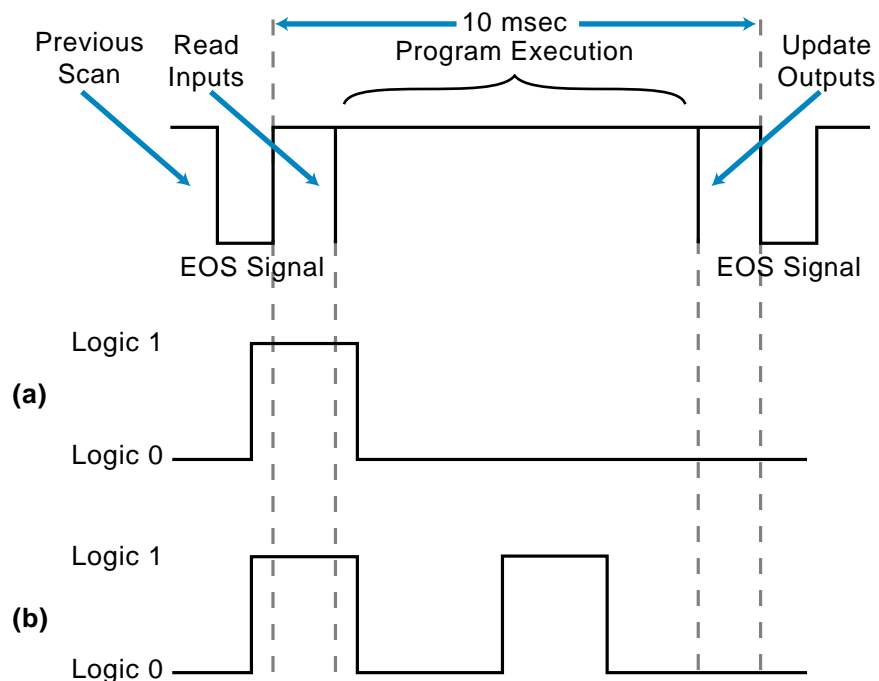 10 msec
Previous
Scan
Read
Inputs
Program Execution
Update
Outputs
EOS Signal
EOS Signal
Logic 1
(a)
Logic 0
Logic 1
(b)
Logic 0